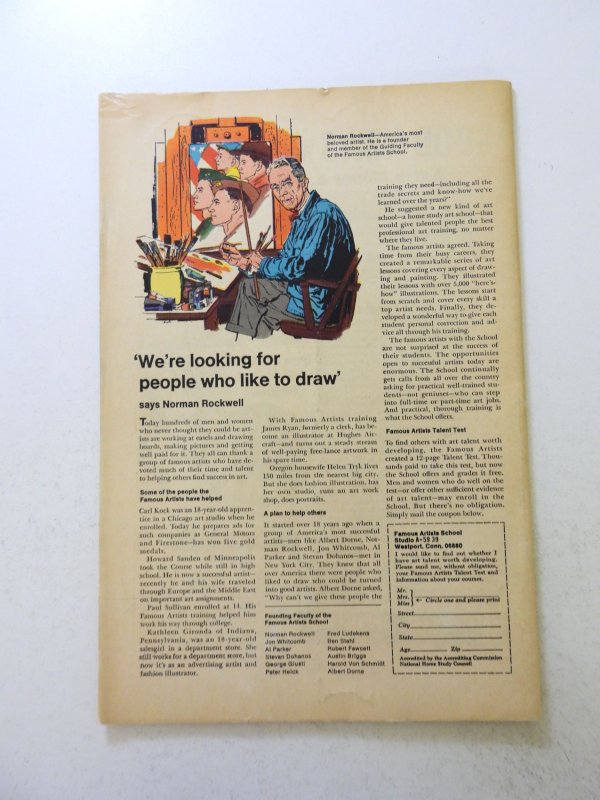 Norman Rockwell—America's most
beloved artist. He is a founder
and member of the Guiding Faculty
of the Famous Artists School.
'We're looking for
people who like to draw'
says Norman Rockwell
Today hundreds of men and women
who never thought they could be art-
ists are working at easels and drawing
boards, making pictures and getting
well paid for it. They all can thank a
group of famous artists who have de-
voted much of their time and talent
to helping others find success in art.
Some of the people the
Famous Artists have helped
Carl Kock was an 18-year-old appren-
tice in a Chicago art studio when he
enrolled. Today he prepares ads for
such companies as General Motors
and Firestone—has won five gold
medals.
Howard Sanden of Minneapolis
took the Course while still in high
school. He is now a successful artist—
recently he and his wife traveled
through Europe and the Middle East
on important art assignments.
Paul Sullivan enrolled at 14. His
Famous Artists training helped him
work his way through college.
Kathleen Gironda of Indiana,
Pennsylvania, was an 18-year-old
salesgirl in a department store. She
still works for a department store, but
now it's as an advertising artist and
fashion illustrator.
With Famous Artists training
James Ryan, formerly a clerk, has be-
come an illustrator at Hughes Air-
craft—and turns out a steady stream
of well-paying free-lance artwork in
his spare time.
Oregon housewife Helen Tryk lives
150 miles from the nearest big city.
But she does fashion illustration, has
her own studio, runs an art work
shop, does portraits.
A plan to help others
It started over 18 years ago when a
group of America's most successful
artists—men like Albert Dorne, Nor-
man Rockwell, Jon Whitcomb, Al
Parker and Stevan Dohanos—met in
New York City. They knew that all
over America there were people who
liked to draw who could be turned
into good artists. Albert Dorne asked,
"Why can't we give these people the
Founding Faculty of the
Famous Artists School
Norman Rockwell
Jon Whitcomb
Al Parker
Stevan Dohanos
George Giusti
Peter Helck
Fred Ludekens
Ben Stahl
Robert Fawcett
Austin Briggs
Harold Von Schmidt
Albert Dorne
training they need—including all the
trade secrets and know-how we've
learned over the years?"
He suggested a new kind of art
school—a home study art school—that
would give talented people the best
professional art training, no matter
where they live.
The famous artists agreed. Taking
time from their busy careers, they
created a remarkable series of art
lessons covering every aspect of draw-
ing and painting. They illustrated
their lessons with over 5,000 "here's-
how" illustrations. The lessons start
from scratch and cover every skill a
top artist needs. Finally, they de-
veloped a wonderful way to give each
student personal correction and ad-
vice all through his training.
The famous artists with the School
are not surprised at the success of
their students. The opportunities
open to successful artists today are
enormous. The School continually
gets calls from all over the country
asking for practical well-trained stu-
dents—not geniuses—who can step
into full-time or part-time art jobs.
And practical, thorough training is
what the School offers.
Famous Artists Talent Test
To find others with art talent worth
developing, the Famous Artists
created a 12-page Talent Test. Thou-
sands paid to take this test, but now
the School offers and grades it free.
Men and women who do well on the
test—or offer other sufficient evidence
of art talent—may enroll in the
School. But there's no obligation.
Simply mail the coupon below.
Famous Artists School
Studio A-58 39
Westport, Conn. 06880
I would like to find out whether I
have art talent worth developing.
Please send me, without obligation,
your Famous Artists Talent Test and
information about your courses.
Mr.
Mrs.
Miss ← Circle one and please print
Street
City
State
Age Zip
Accredited by the Accrediting Commission
National Home Study Council